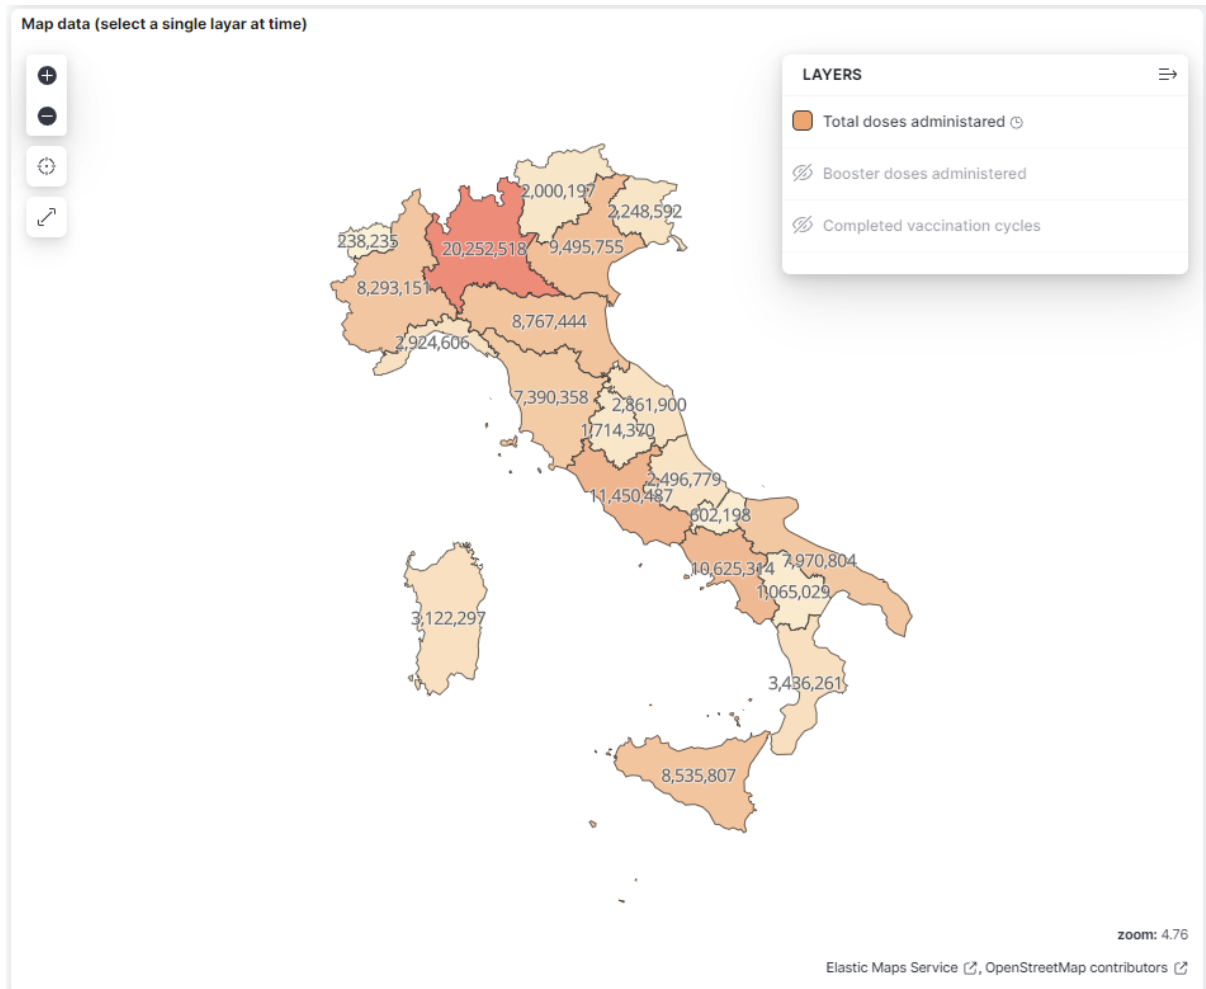 Map data (select a single layar at time)
LAYERS
Total doses administared
Booster doses administered
Completed vaccination cycles
2,000,197
2,248,592
238,235
20,252,518
9,495,755
8,293,151
8,767,444
2,924,606
7,390,358
2,861,900
1,714,370
2,496,779
11,450,487
602,198
7,970,804
10,625,314
1,065,029
3,122,297
3,436,261
8,535,807
zoom: 4.76
Elastic Maps Service , OpenStreetMap contributors